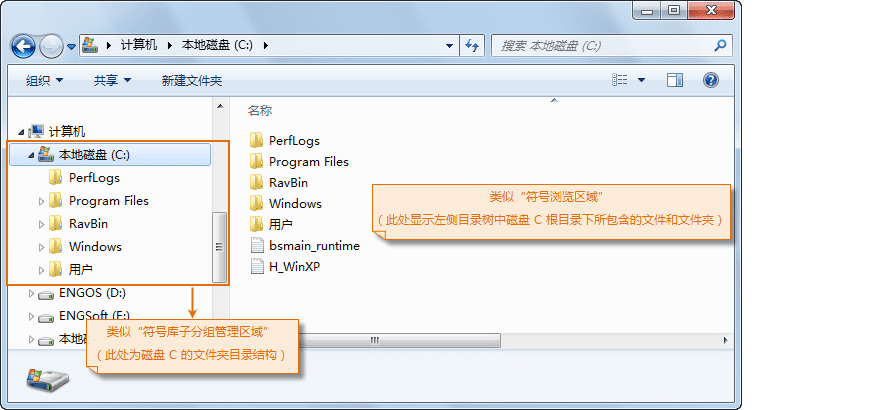 计算机 本地磁盘 (C:)
搜索 本地磁盘 (C:)
组织 共享 新建文件夹
计算机
本地磁盘 (C:)
PerfLogs
Program Files
RavBin
Windows
用户
ENGOS (D:)
ENGSoft (E:)
本地磁
名称
PerfLogs
Program Files
RavBin
Windows
用户
bsmain_runtime
H_WinXP
类似“符号浏览区域”
（此处显示左侧目录树中磁盘 C 根目录下所包含的文件和文件夹）
类似“符号库子分组管理区域”
（此处为磁盘 C 的文件夹目录结构）